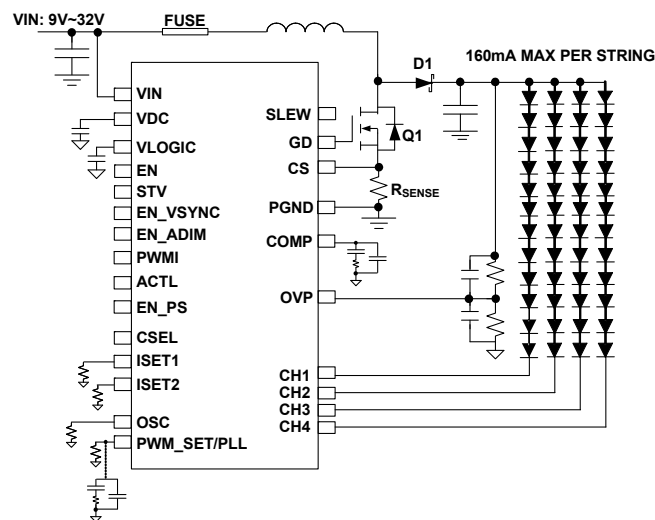 VIN: 9V~32V
FUSE
D1
160mA MAX PER STRING
VIN
VDC
VLOGIC
EN
STV
EN_VSYNC
EN_ADIM
PWMI
ACTL
EN_PS
CSEL
ISET1
ISET2
OSC
PWM_SET/PLL
SLEW
GD
Q1
CS
RSENSE
PGND
COMP
OVP
CH1
CH2
CH3
CH4